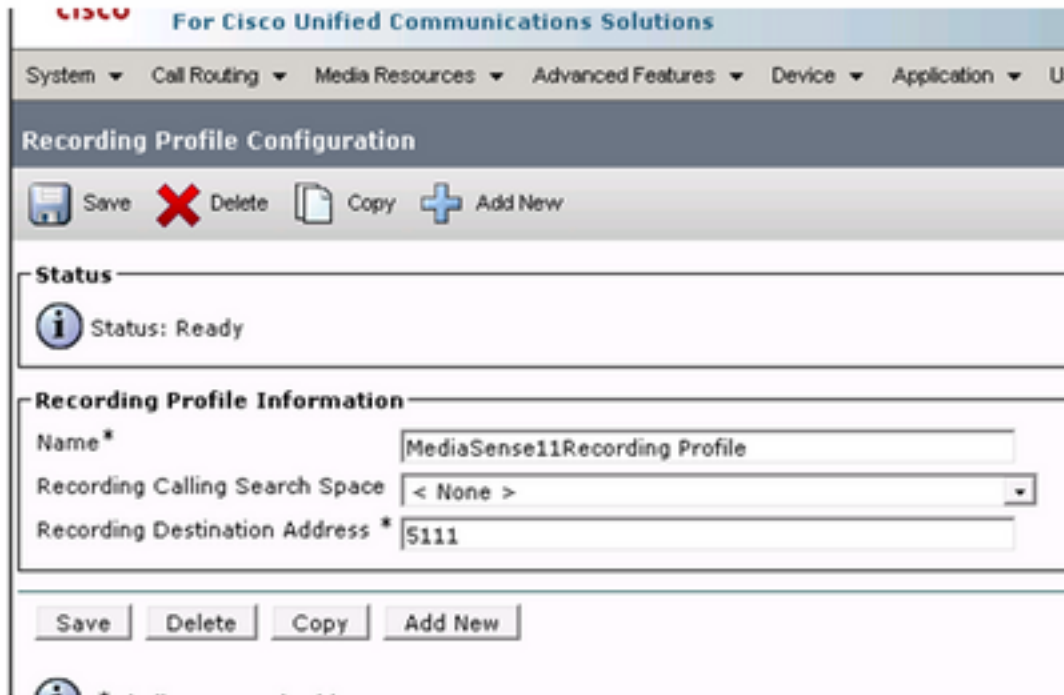 CISCO
For Cisco Unified Communications Solutions
System Call Routing Media Resources Advanced Features Device Application U
Recording Profile Configuration
Save Delete Copy Add New
Status
Status: Ready
Recording Profile Information
Name* MediaSense11Recording Profile
Recording Calling Search Space < None >
Recording Destination Address * 5111
Save Delete Copy Add New